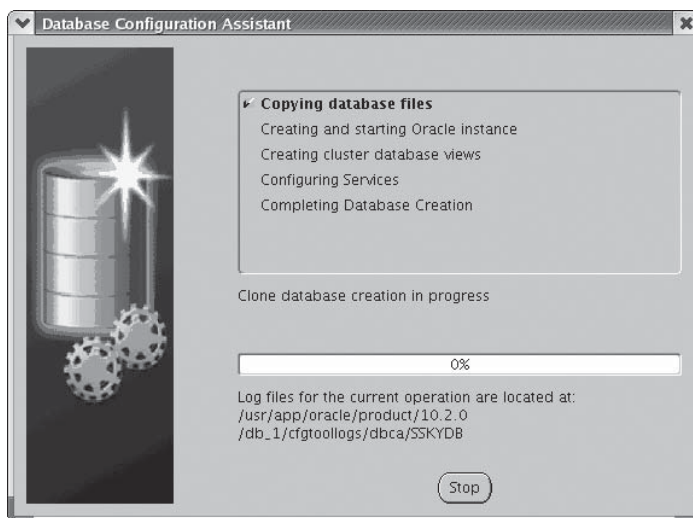 Database Configuration Assistant
Copying database files
Creating and starting Oracle instance
Creating cluster database views
Configuring Services
Completing Database Creation
Clone database creation in progress
0%
Log files for the current operation are located at:
/usr/app/oracle/product/10.2.0
/db_1/cfgtoollogs/dbca/SSKYDB
Stop